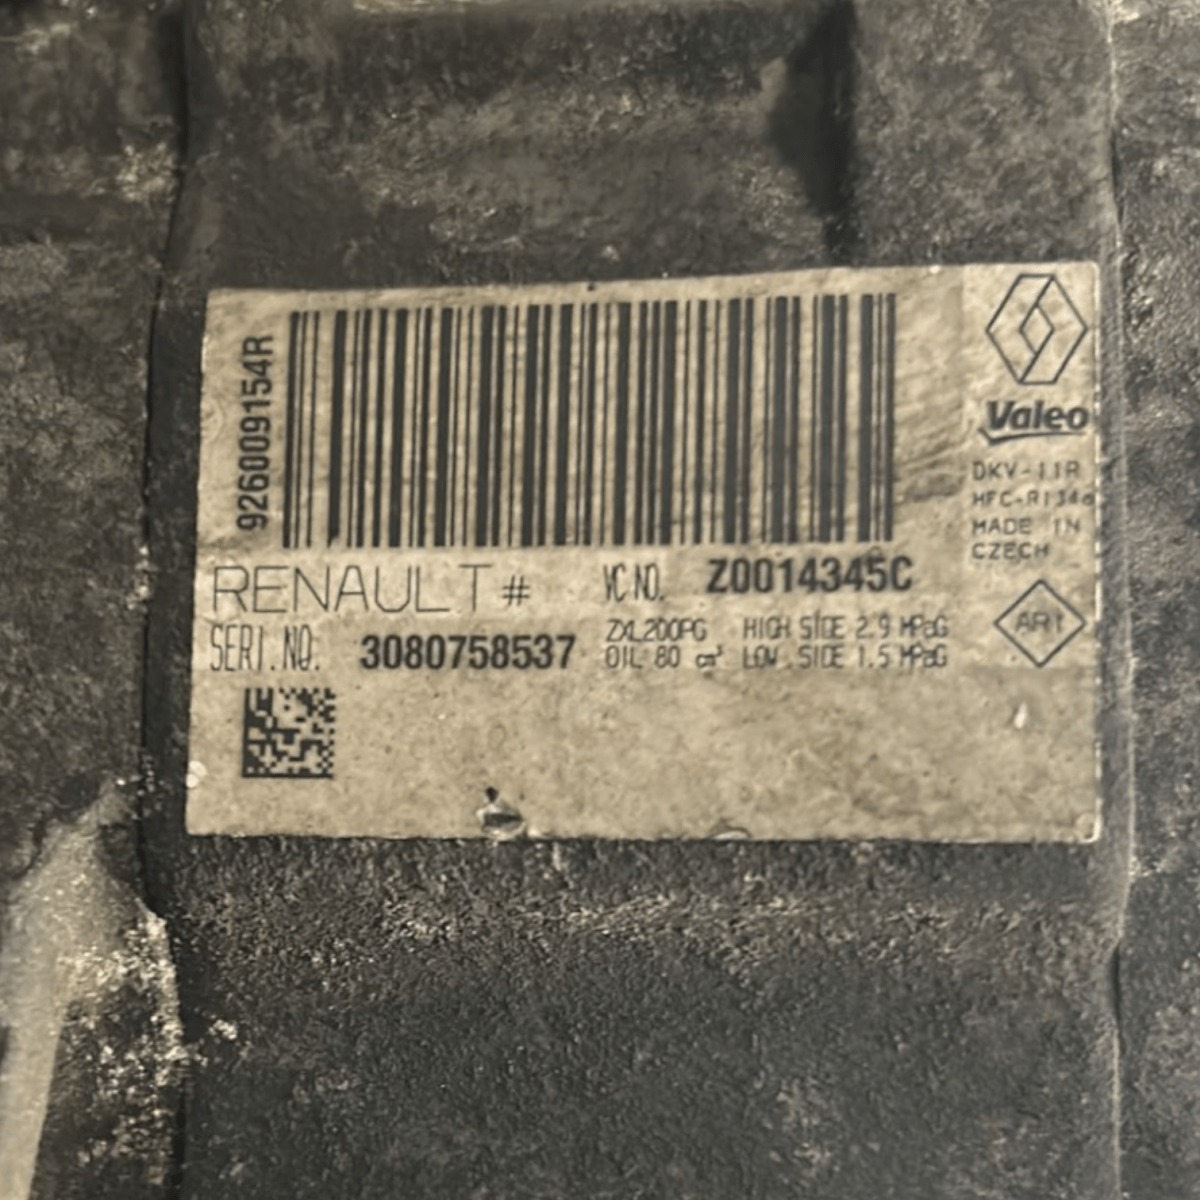 926009154R
Valeo
DKV-11R
HFC-R134a
MADE IN
CZECH
RENAULT # VC NO. Z0014345C
SERI.NO. 3080758537
ZXL200PG HIGH SIDE 2.9 MPaG
OIL 80 cm³ LOW SIDE 1.5 MPaG